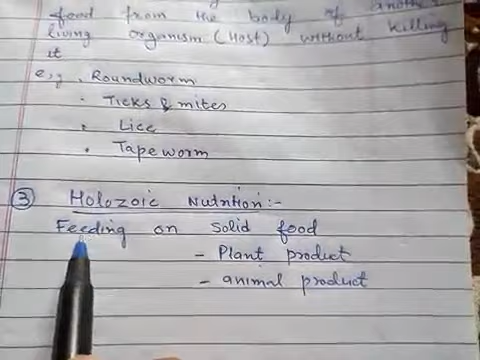 food from the body of another
living organism (Host) without killing
it
e,g . Roundworm
· Ticks & mites
· Lice
· Tapeworm
③ Holozoic Nutrition:-
Feeding on solid food
- Plant product
- animal product